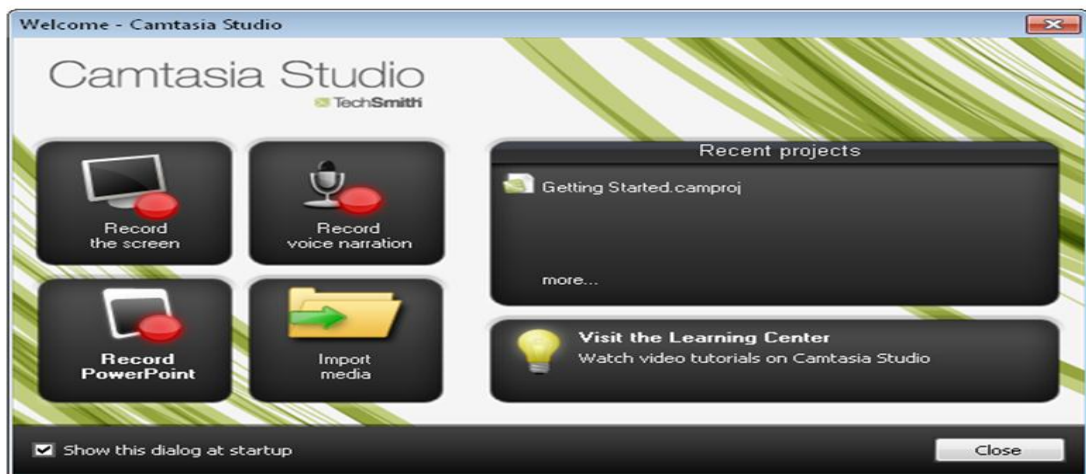 Welcome - Camtasia Studio
Camtasia Studio
TechSmith
Record
the screen
Record
voice narration
Record
PowerPoint
Import
media
Recent projects
Getting Started.camproj
more...
Visit the Learning Center
Watch video tutorials on Camtasia Studio
Show this dialog at startup
Close